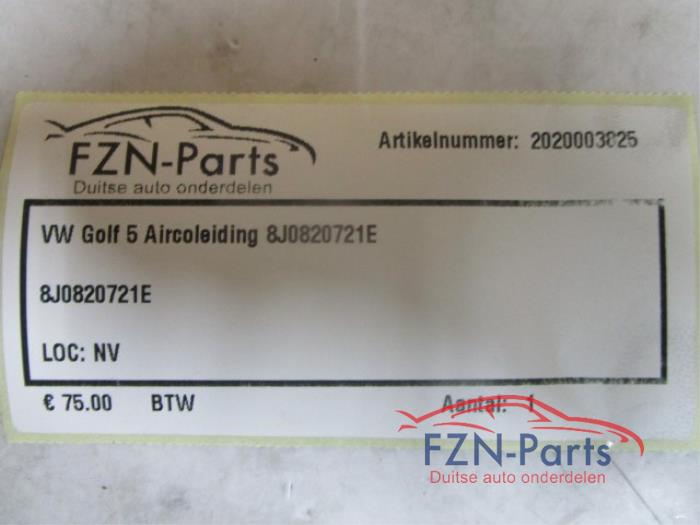 FZN-Parts
Duitse auto onderdelen
Artikelnummer: 2020003825
VW Golf 5 Aircoleiding 8J0820721E
8J0820721E
LOC: NV
€ 75.00 BTW Aantal: 1
FZN-Parts
Duitse auto onderdelen